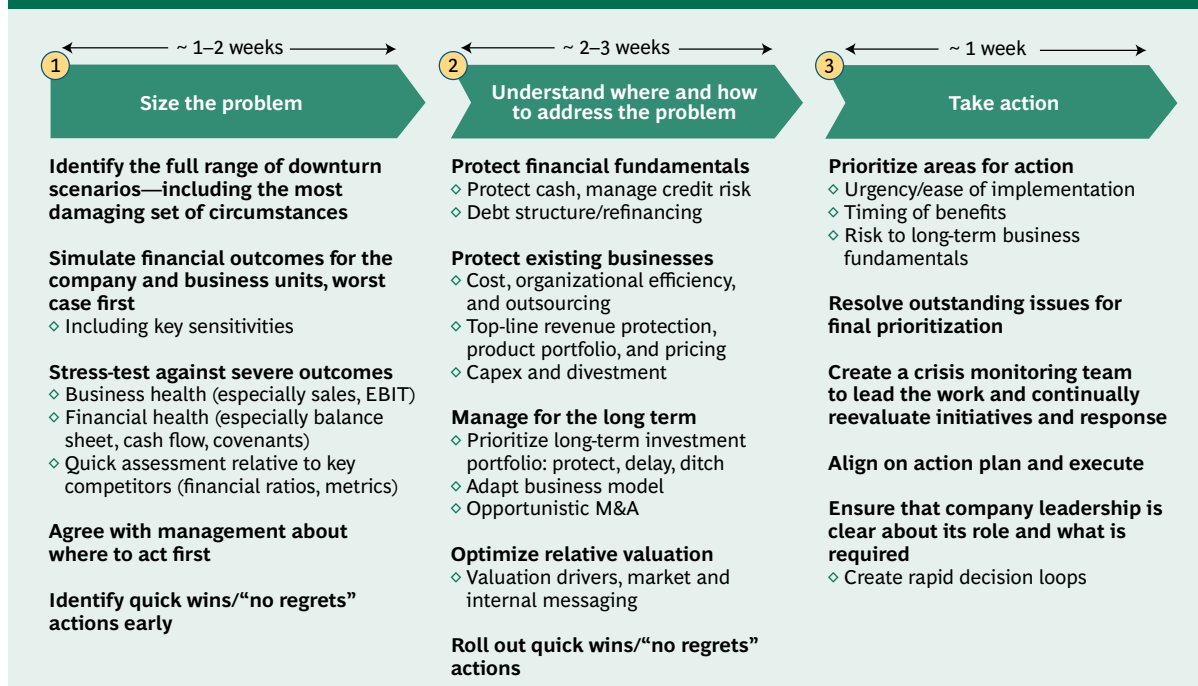 ~ 1–2 weeks
1
Size the problem
Identify the full range of downturn
scenarios—including the most
damaging set of circumstances
Simulate financial outcomes for the
company and business units, worst
case first
◇ Including key sensitivities
Stress-test against severe outcomes
◇ Business health (especially sales, EBIT)
◇ Financial health (especially balance
sheet, cash flow, covenants)
◇ Quick assessment relative to key
competitors (financial ratios, metrics)
Agree with management about
where to act first
Identify quick wins/“no regrets”
actions early
~ 2–3 weeks
2
Understand where and how
to address the problem
Protect financial fundamentals
◇ Protect cash, manage credit risk
◇ Debt structure/refinancing
Protect existing businesses
◇ Cost, organizational efficiency,
and outsourcing
◇ Top-line revenue protection,
product portfolio, and pricing
◇ Capex and divestment
Manage for the long term
◇ Prioritize long-term investment
portfolio: protect, delay, ditch
◇ Adapt business model
◇ Opportunistic M&A
Optimize relative valuation
◇ Valuation drivers, market and
internal messaging
Roll out quick wins/“no regrets”
actions
~ 1 week
3
Take action
Prioritize areas for action
◇ Urgency/ease of implementation
◇ Timing of benefits
◇ Risk to long-term business
fundamentals
Resolve outstanding issues for
final prioritization
Create a crisis monitoring team
to lead the work and continually
reevaluate initiatives and response
Align on action plan and execute
Ensure that company leadership is
clear about its role and what is
required
◇ Create rapid decision loops